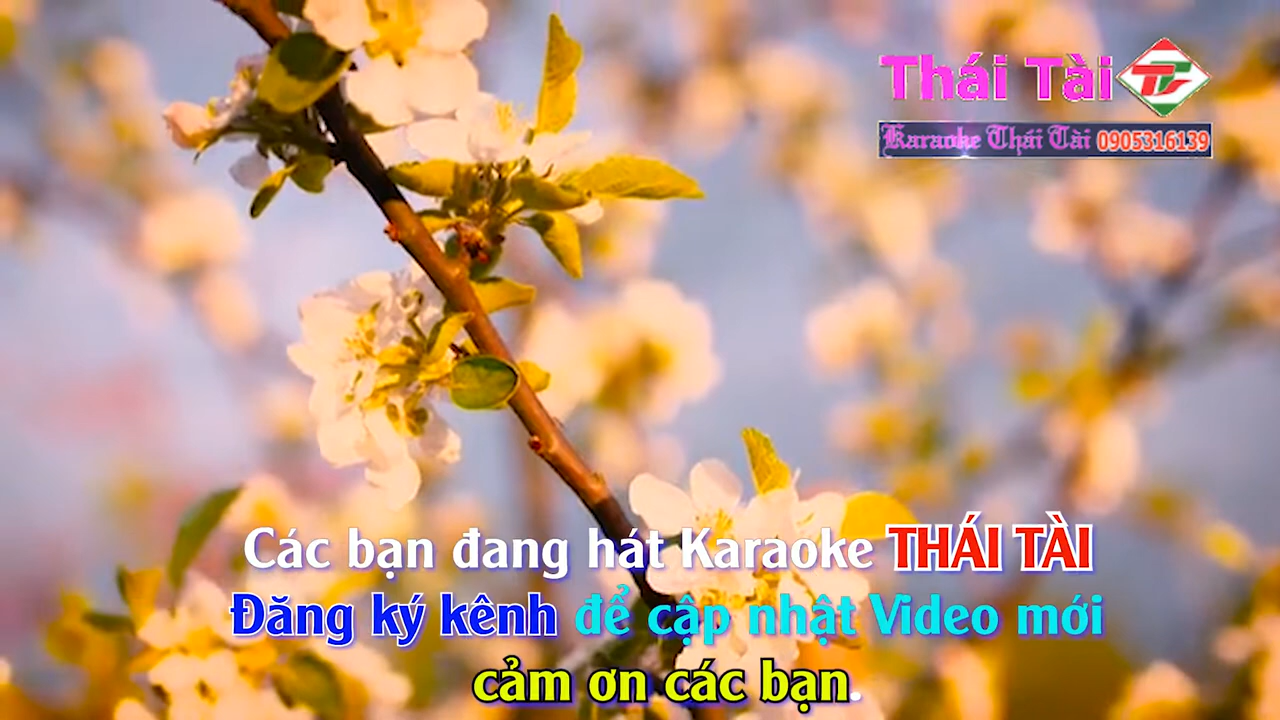 Thái Tài
Karaoke Thái Tài 0905316139
Các bạn đang hát Karaoke THÁI TÀI
Đăng ký kênh để cập nhật Video mới
cảm ơn các bạn.